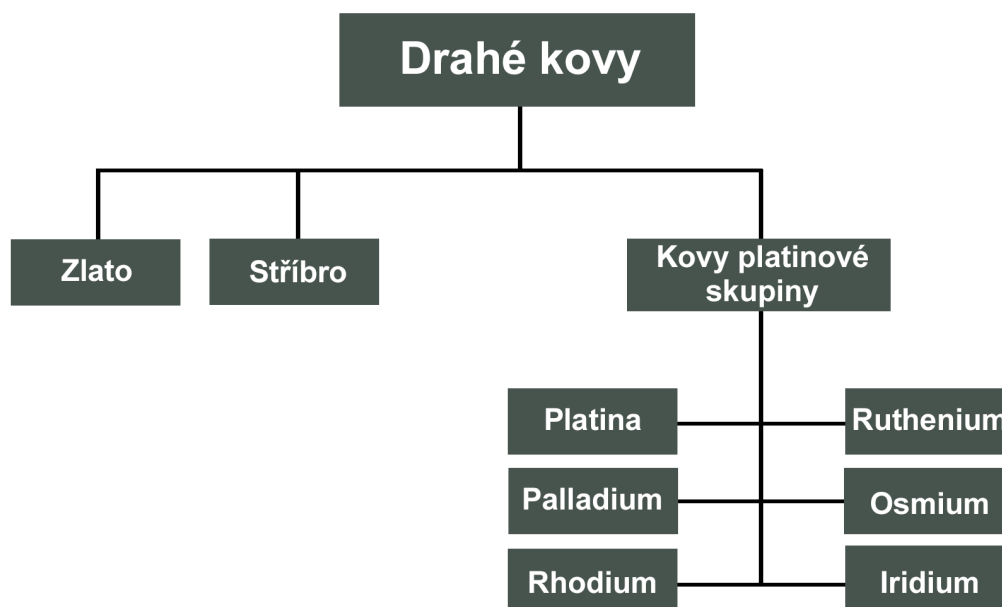 Drahé kovy
Zlato
Stříbro
Kovy platinové
skupiny
Platina
Ruthenium
Palladium
Osmium
Rhodium
Iridium